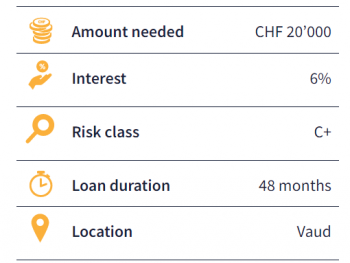 Amount needed CHF 20’000
Interest 6%
Risk class C+
Loan duration 48 months
Location Vaud